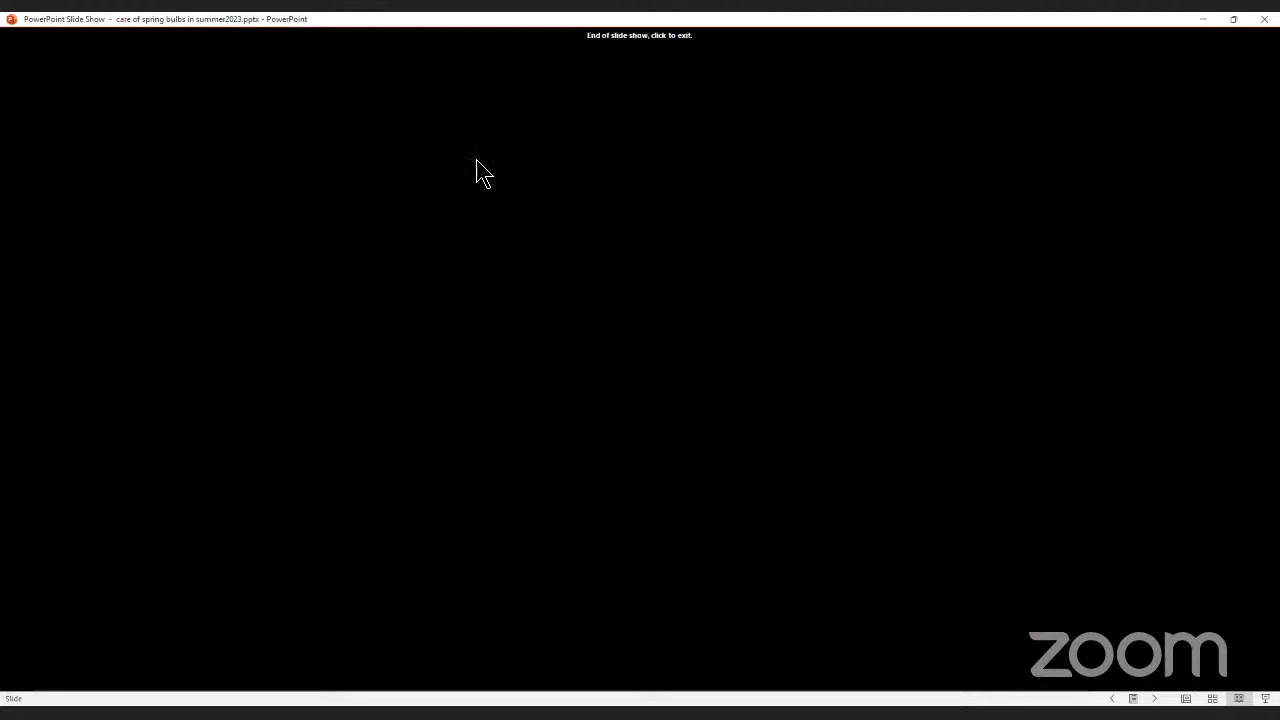 PowerPoint Slide Show - care of spring bulbs in summer2023.pptx - PowerPoint
End of slide show, click to exit.
zoom
Slide